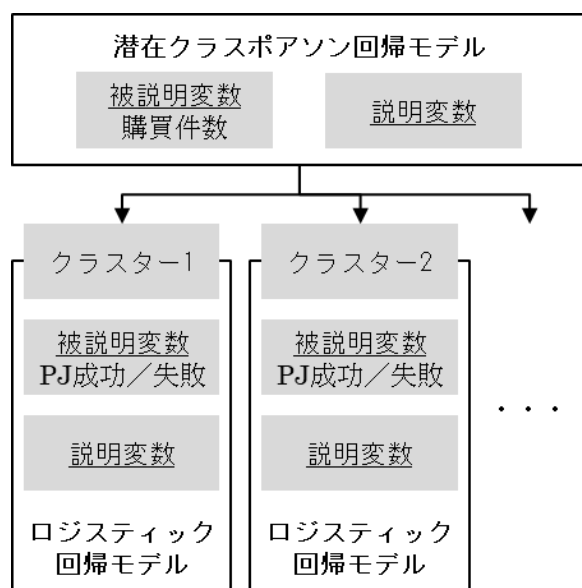 潜在クラスポアソン回帰モデル
被説明変数
購買件数
説明変数
クラスター1
被説明変数
PJ成功／失敗
説明変数
ロジスティック
回帰モデル
クラスター2
被説明変数
PJ成功／失敗
説明変数
ロジスティック
回帰モデル
・・・